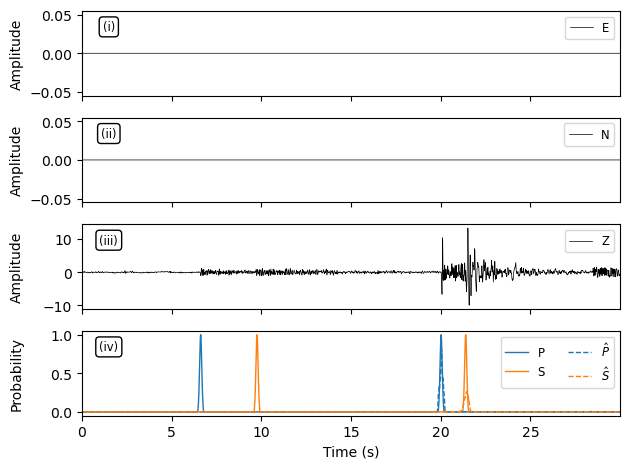 0.05
(i)
E
Amplitude
0.00
−0.05
0.05
(ii)
N
Amplitude
0.00
−0.05
10
(iii)
Z
Amplitude
0
−10
1.0
(iv)
P
P̂
S
Ŝ
Probability
0.5
0.0
0
5
10
15
20
25
Time (s)